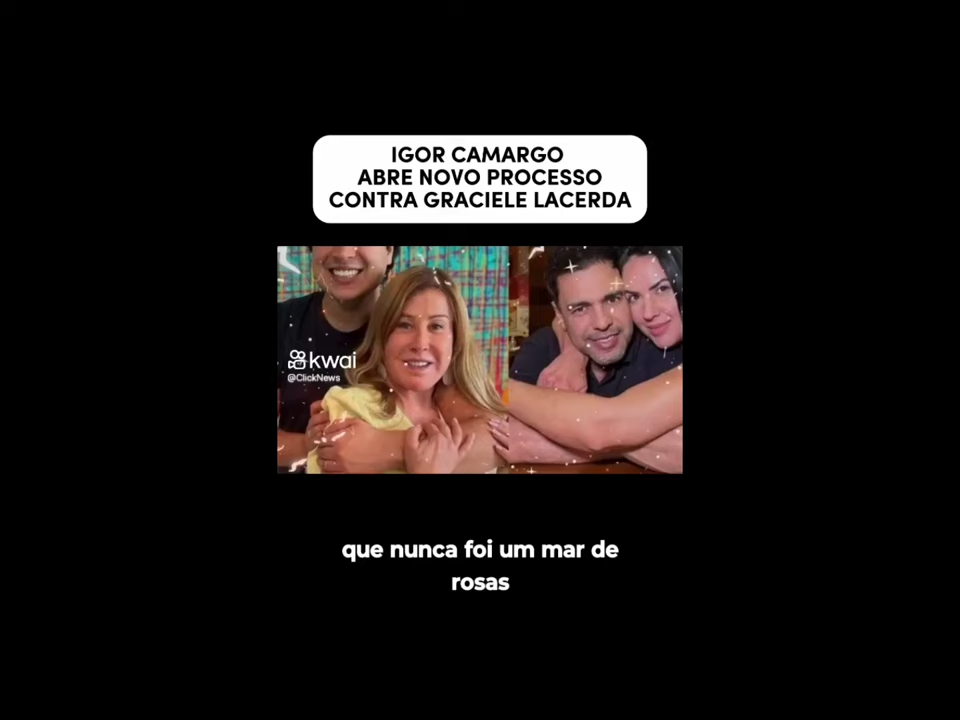 IGOR CAMARGO
ABRE NOVO PROCESSO
CONTRA GRACIELE LACERDA
kwai
@ClickNews
que nunca foi um mar de
rosas